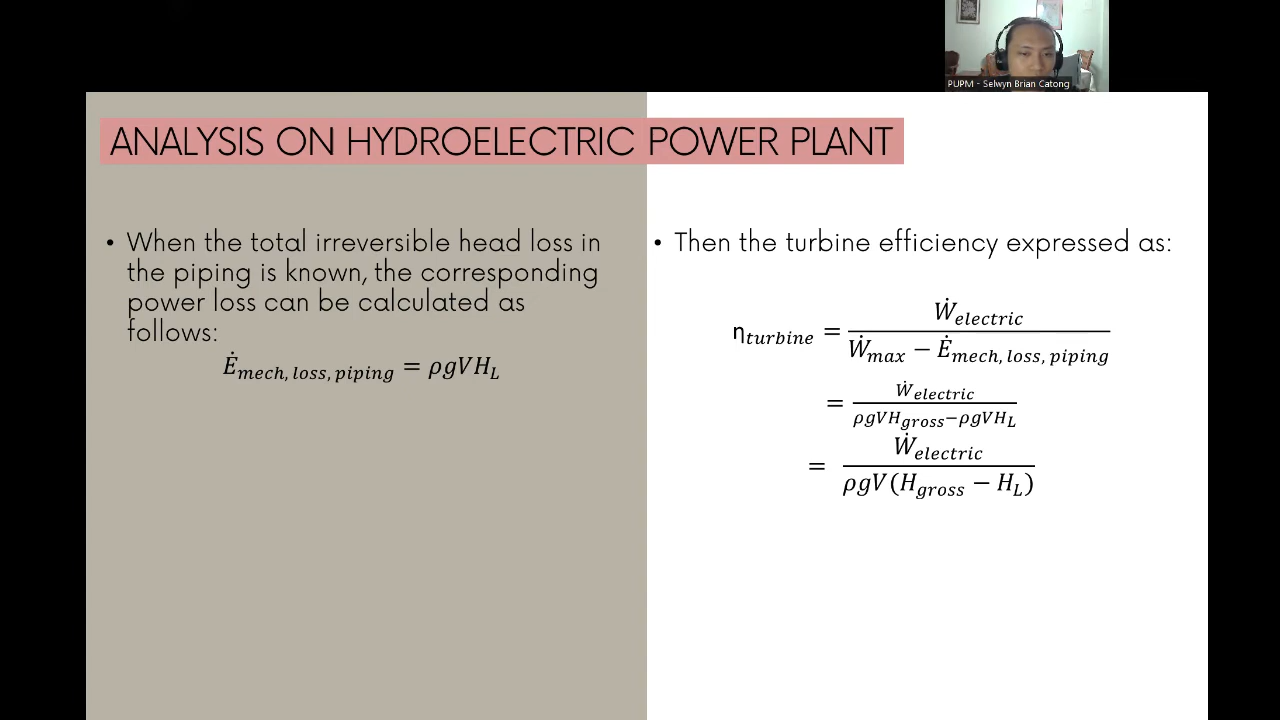 PUPM - Selwyn Brian Catong
ANALYSIS ON HYDROELECTRIC POWER PLANT
• When the total irreversible head loss in
the piping is known, the corresponding
power loss can be calculated as
follows:
Ė_mech, loss, piping = ρgVH_L
• Then the turbine efficiency expressed as:
η_turbine = Ẇ_electric / (Ẇ_max − Ė_mech, loss, piping)
= Ẇ_electric / (ρgVH_gross − ρgVH_L)
= Ẇ_electric / (ρgV(H_gross − H_L))